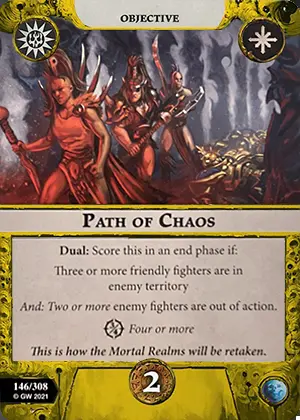 OBJECTIVE
PATH OF CHAOS
Dual: Score this in an end phase if:
Three or more friendly fighters are in
enemy territory
And: Two or more enemy fighters are out of action.
Four or more
This is how the Mortal Realms will be retaken.
146/308
© GW 2021
2